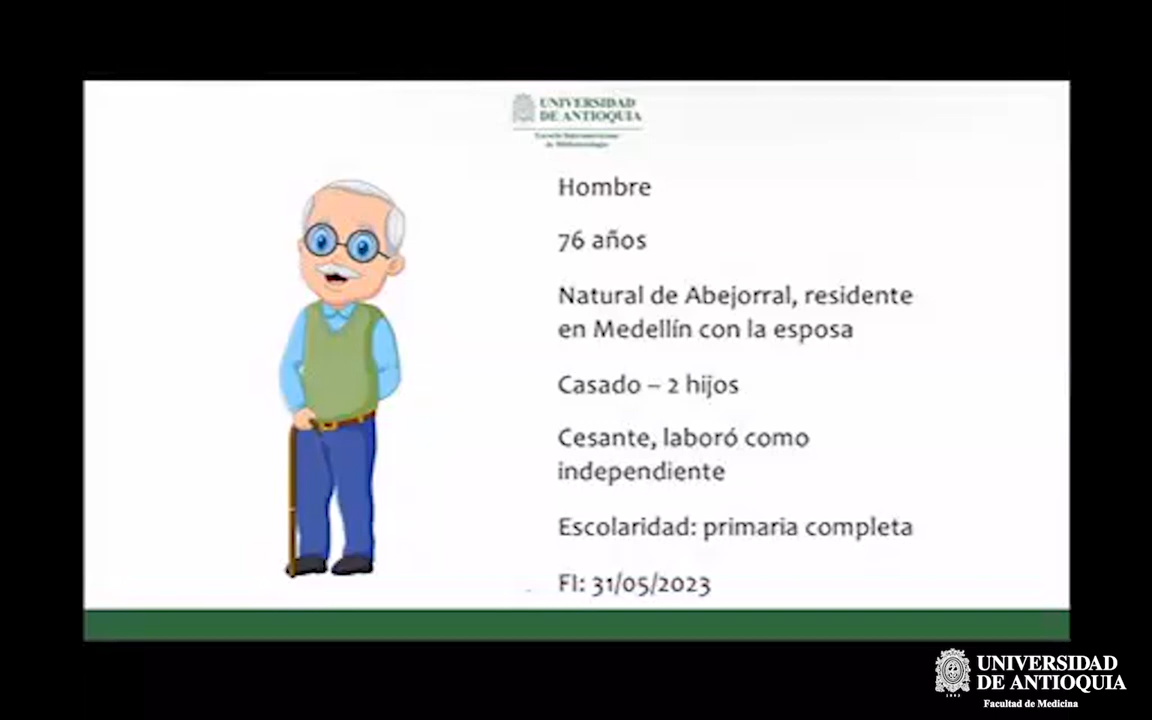 UNIVERSIDAD
DE ANTIOQUIA
Hombre
76 años
Natural de Abejorral, residente
en Medellín con la esposa
Casado – 2 hijos
Cesante, laboró como
independiente
Escolaridad: primaria completa
FI: 31/05/2023
UNIVERSIDAD
DE ANTIOQUIA
Facultad de Medicina